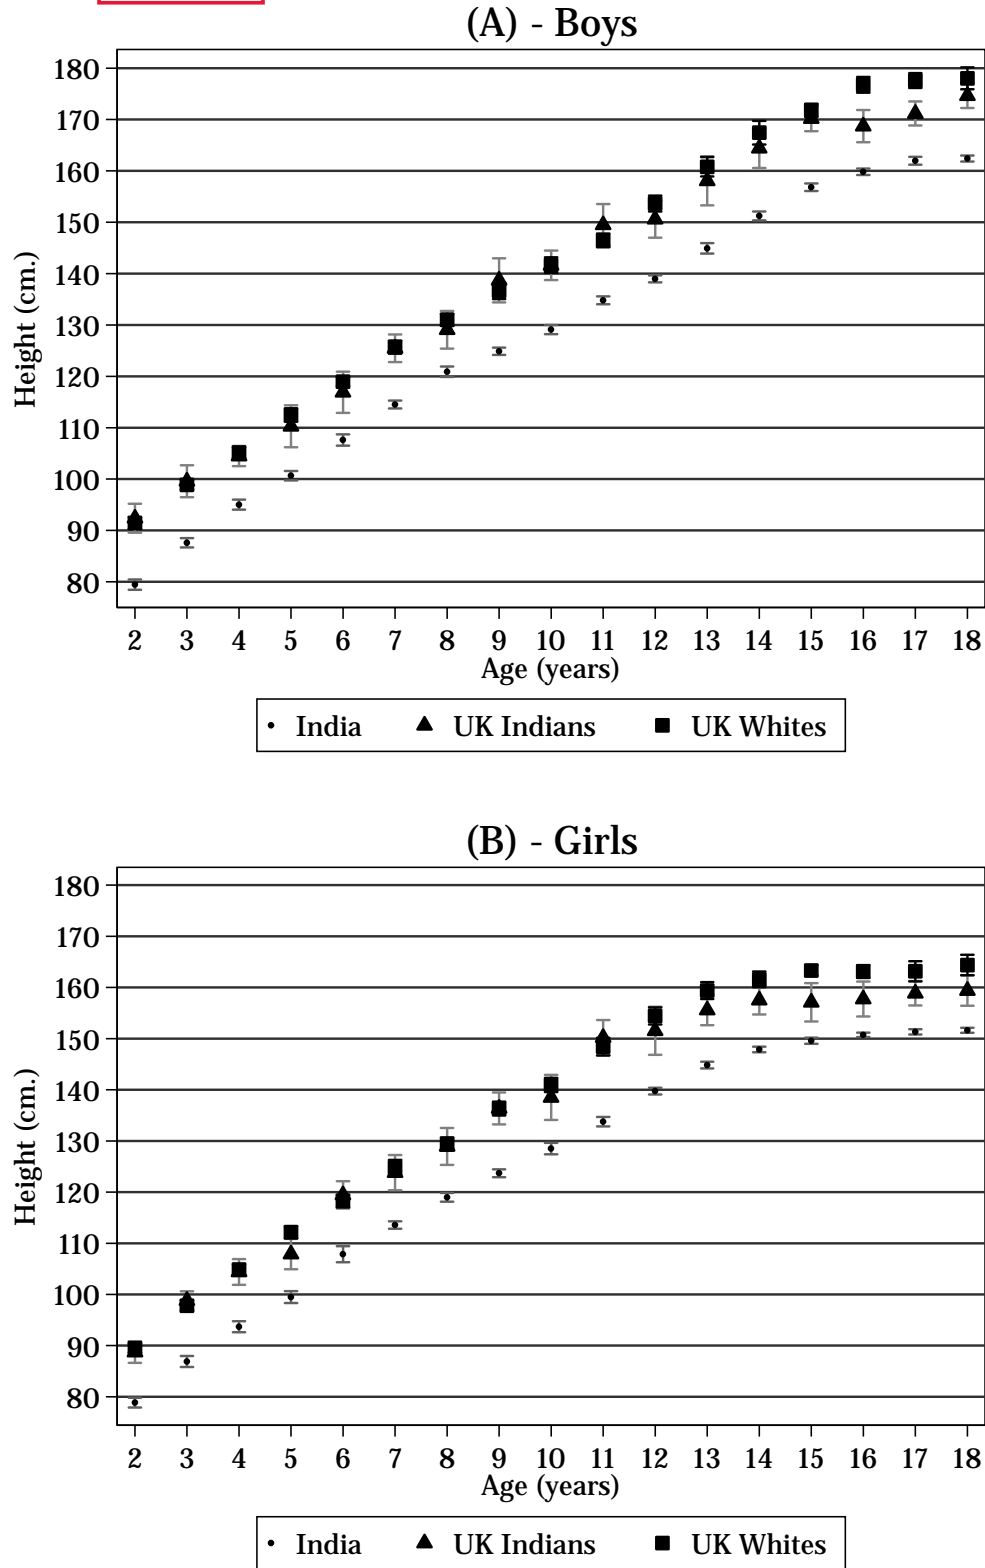 (A) - Boys
Height (cm.)
180
170
160
150
140
130
120
110
100
90
80
2 3 4 5 6 7 8 9 10 11 12 13 14 15 16 17 18
Age (years)
India UK Indians UK Whites
(B) - Girls
Height (cm.)
180
170
160
150
140
130
120
110
100
90
80
2 3 4 5 6 7 8 9 10 11 12 13 14 15 16 17 18
Age (years)
India UK Indians UK Whites